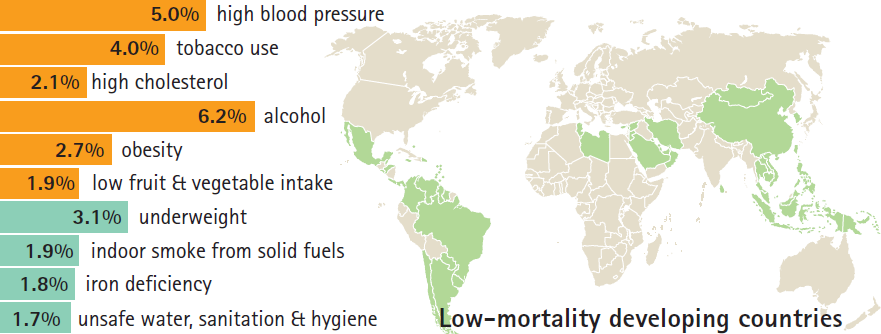 5.0% high blood pressure
4.0% tobacco use
2.1% high cholesterol
6.2% alcohol
2.7% obesity
1.9% low fruit & vegetable intake
3.1% underweight
1.9% indoor smoke from solid fuels
1.8% iron deficiency
1.7% unsafe water, sanitation & hygiene
Low-mortality developing countries